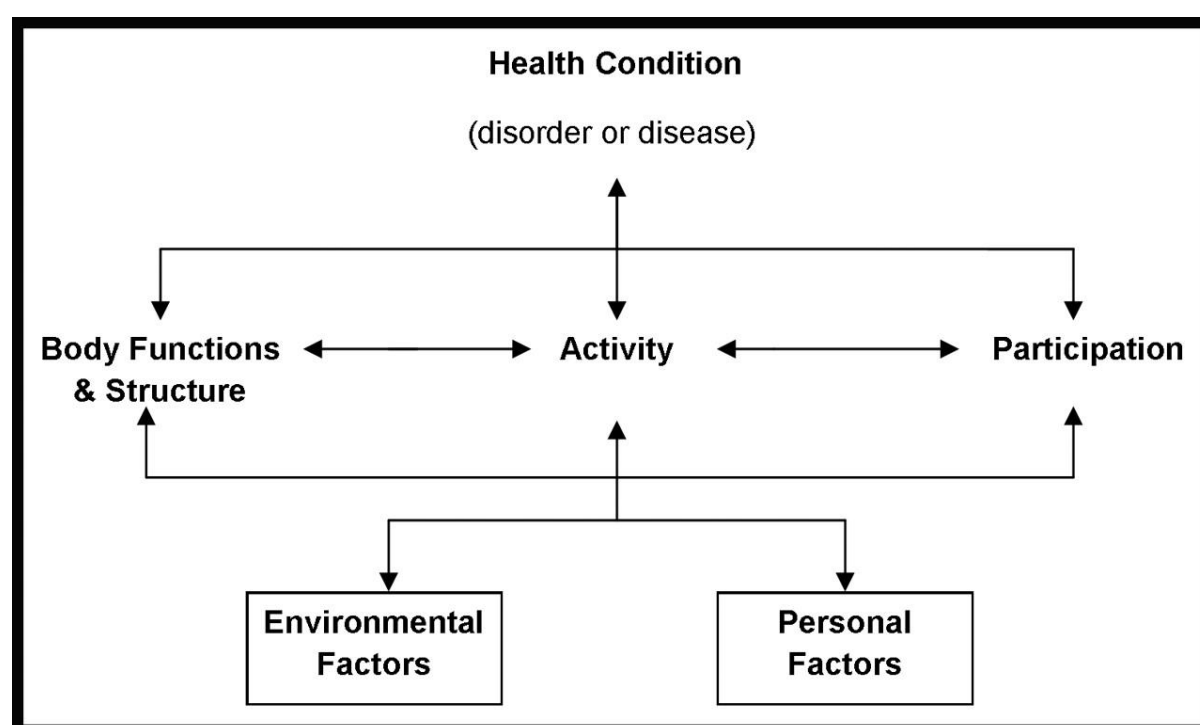 Health Condition
(disorder or disease)
Body Functions
& Structure
Activity
Participation
Environmental
Factors
Personal
Factors